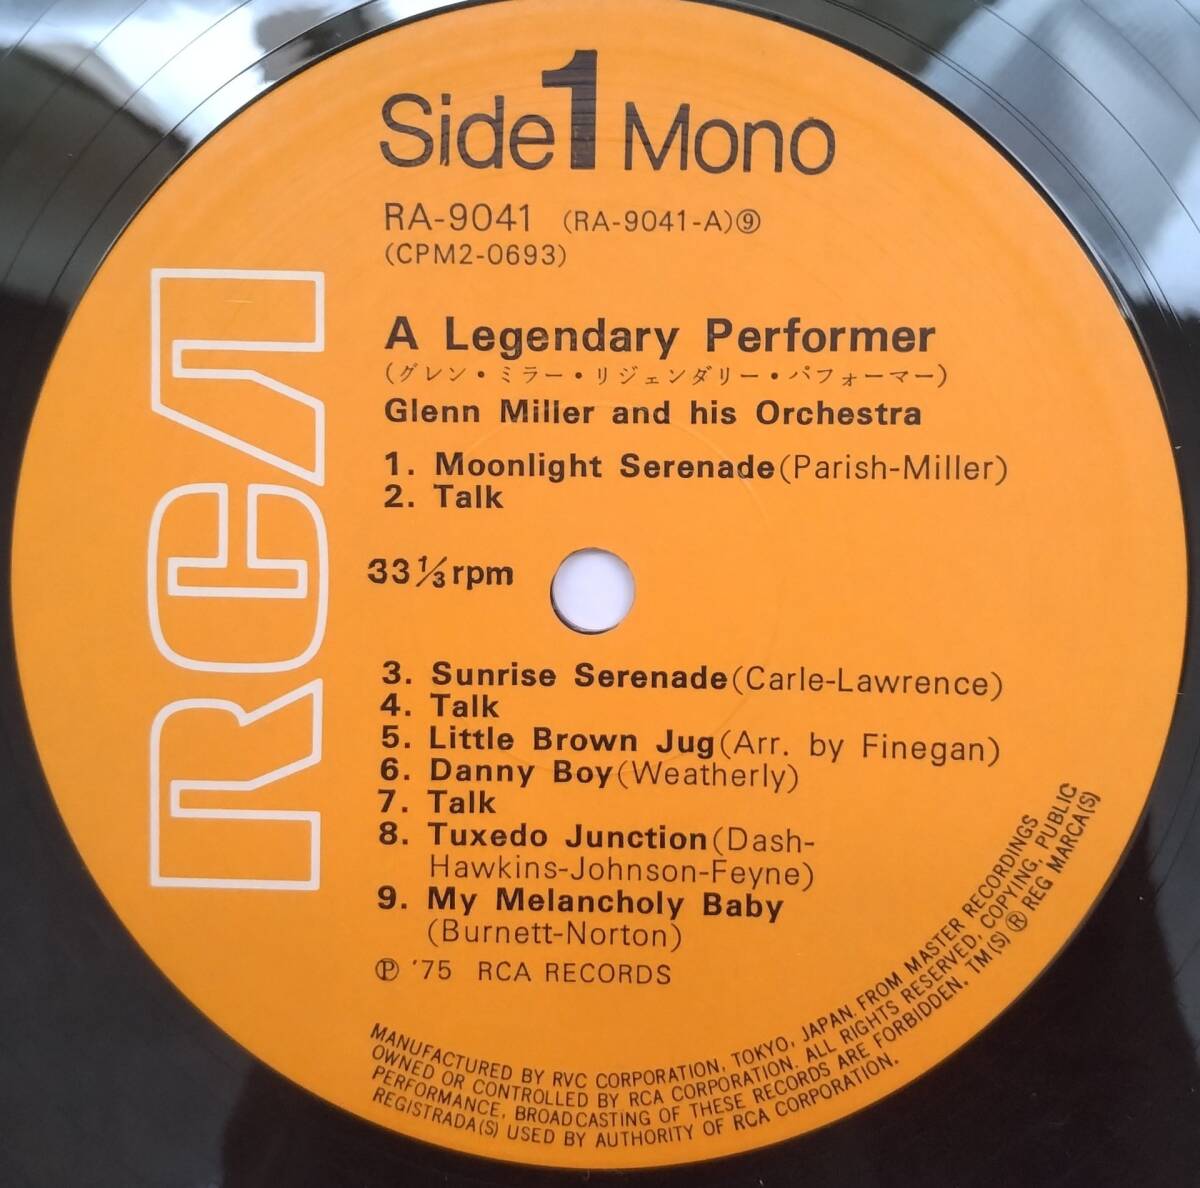 Side 1 Mono
RA-9041 (RA-9041-A)⑨
(CPM2-0693)
RCA
A Legendary Performer
(グレン・ミラー・リジェンダリー・パフォーマー)
Glenn Miller and his Orchestra
1. Moonlight Serenade(Parish-Miller)
2. Talk
33 1/3 rpm
3. Sunrise Serenade(Carle-Lawrence)
4. Talk
5. Little Brown Jug(Arr. by Finegan)
6. Danny Boy(Weatherly)
7. Talk
8. Tuxedo Junction(Dash-
Hawkins-Johnson-Feyne)
9. My Melancholy Baby
(Burnett-Norton)
Ⓟ '75 RCA RECORDS
MANUFACTURED BY RVC CORPORATION, TOKYO, JAPAN. FROM MASTER RECORDINGS
OWNED OR CONTROLLED BY RCA CORPORATION. ALL RIGHTS RESERVED, COPYING, PUBLIC
PERFORMANCE, BROADCASTING OF THESE RECORDS ARE FORBIDDEN. TM(S) ® REG MARCA(S)
REGISTRADA(S) USED BY AUTHORITY OF RCA CORPORATION.